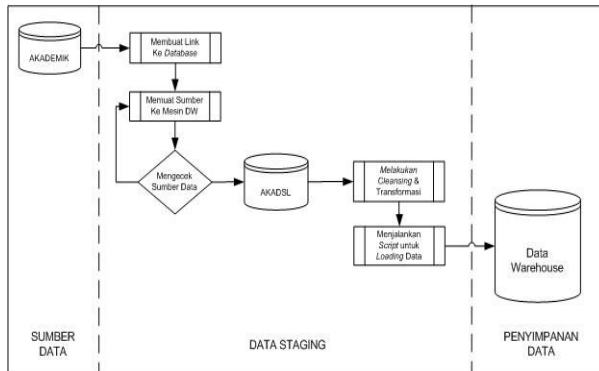 AKADEMIK
Membuat Link
Ke Database
Memuat Sumber
Ke Mesin DW
Mengecek
Sumber Data
AKADSL
Melakukan
Cleansing &
Transformasi
Menjalankan
Script untuk
Loading Data
Data
Warehouse
SUMBER
DATA
DATA STAGING
PENYIMPANAN
DATA